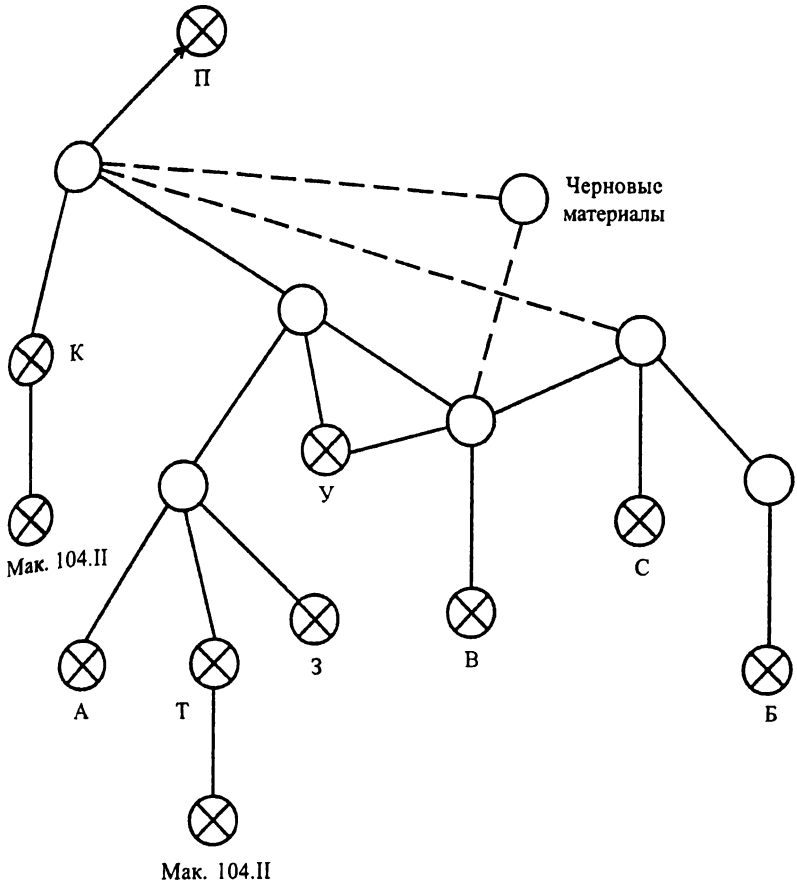 П
Черновые
материалы
К
У
Мак. 104.II
С
З
В
А
Т
Б
Мак. 104.II